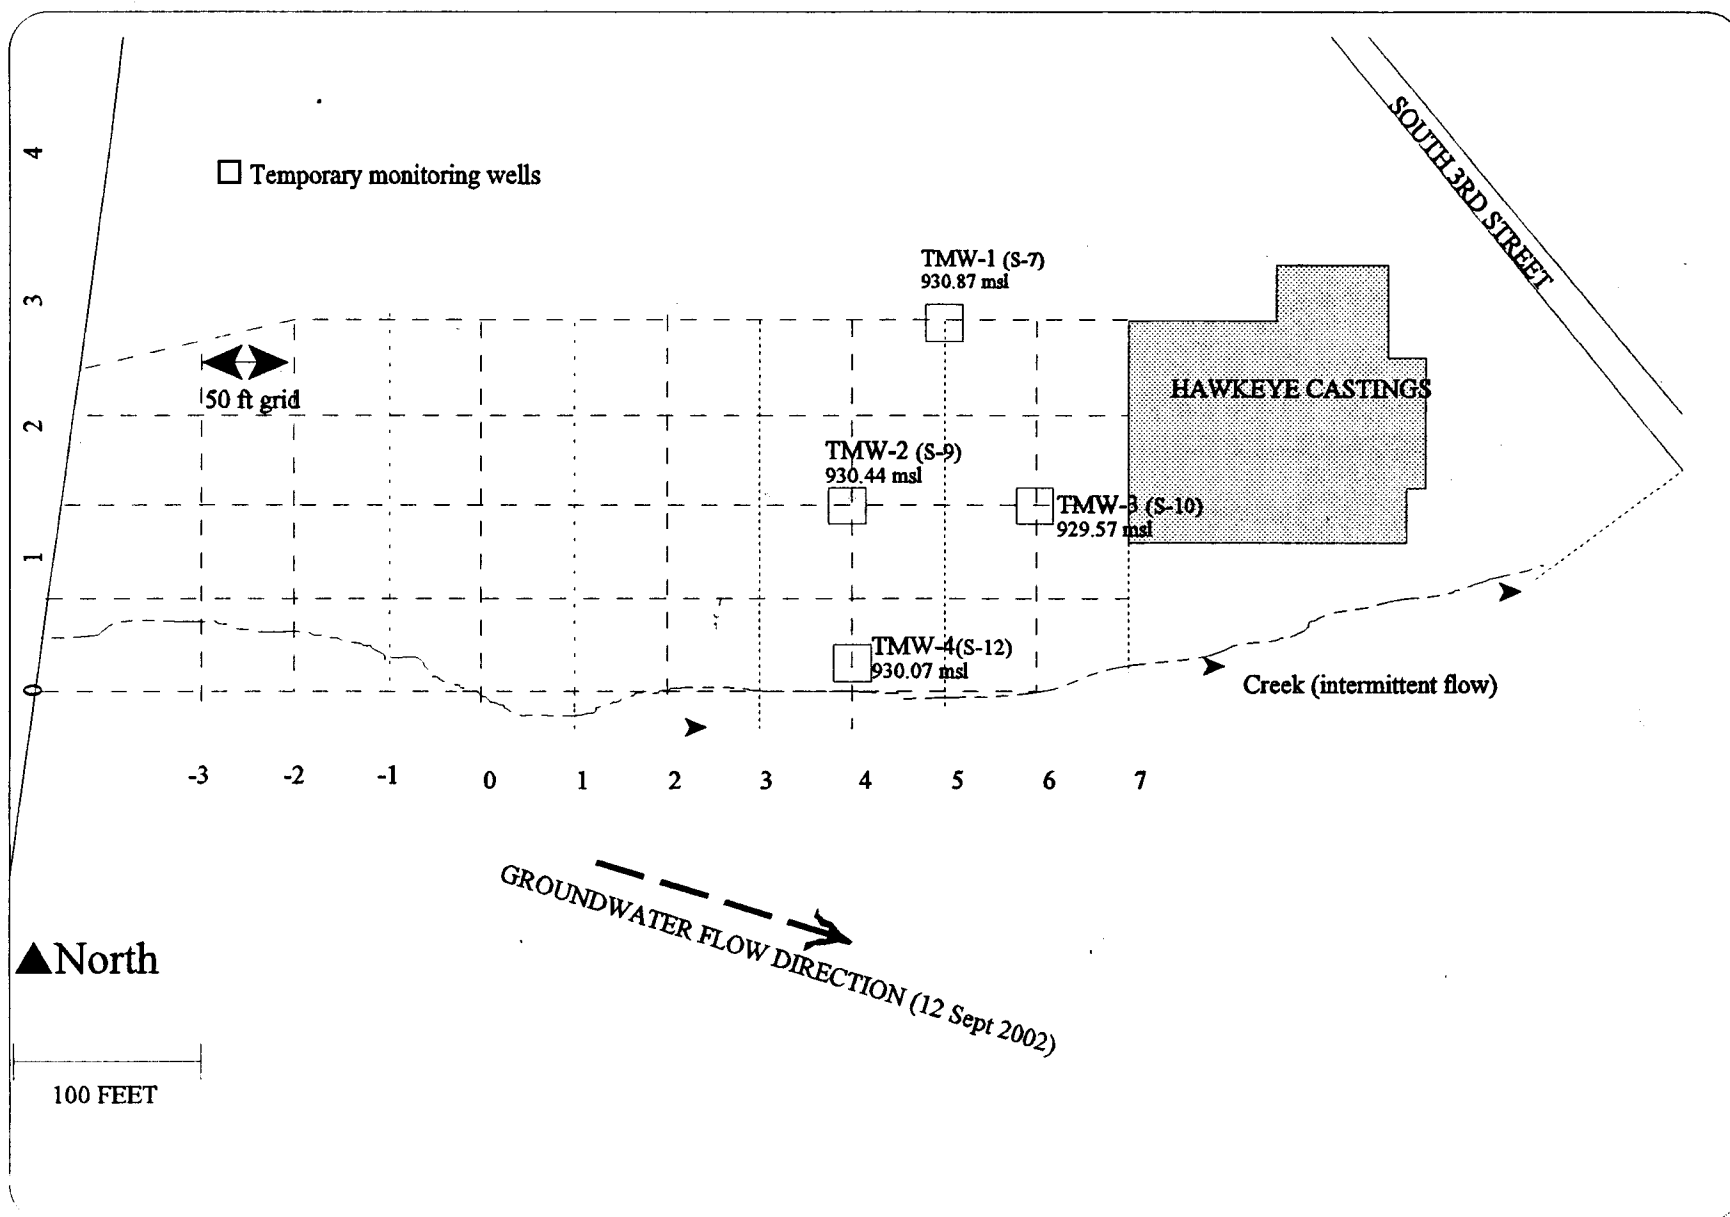 4
Temporary monitoring wells
SOUTH 3RD STREET
TMW-1 (S-7)
930.87 msl
3
50 ft grid
HAWKEYE CASTINGS
2
TMW-2 (S-9)
930.44 msl
TMW-3 (S-10)
929.57 msl
1
TMW-4(S-12)
930.07 msl
0
Creek (intermittent flow)
-3 -2 -1 0 1 2 3 4 5 6 7
GROUNDWATER FLOW DIRECTION (12 Sept 2002)
North
100 FEET